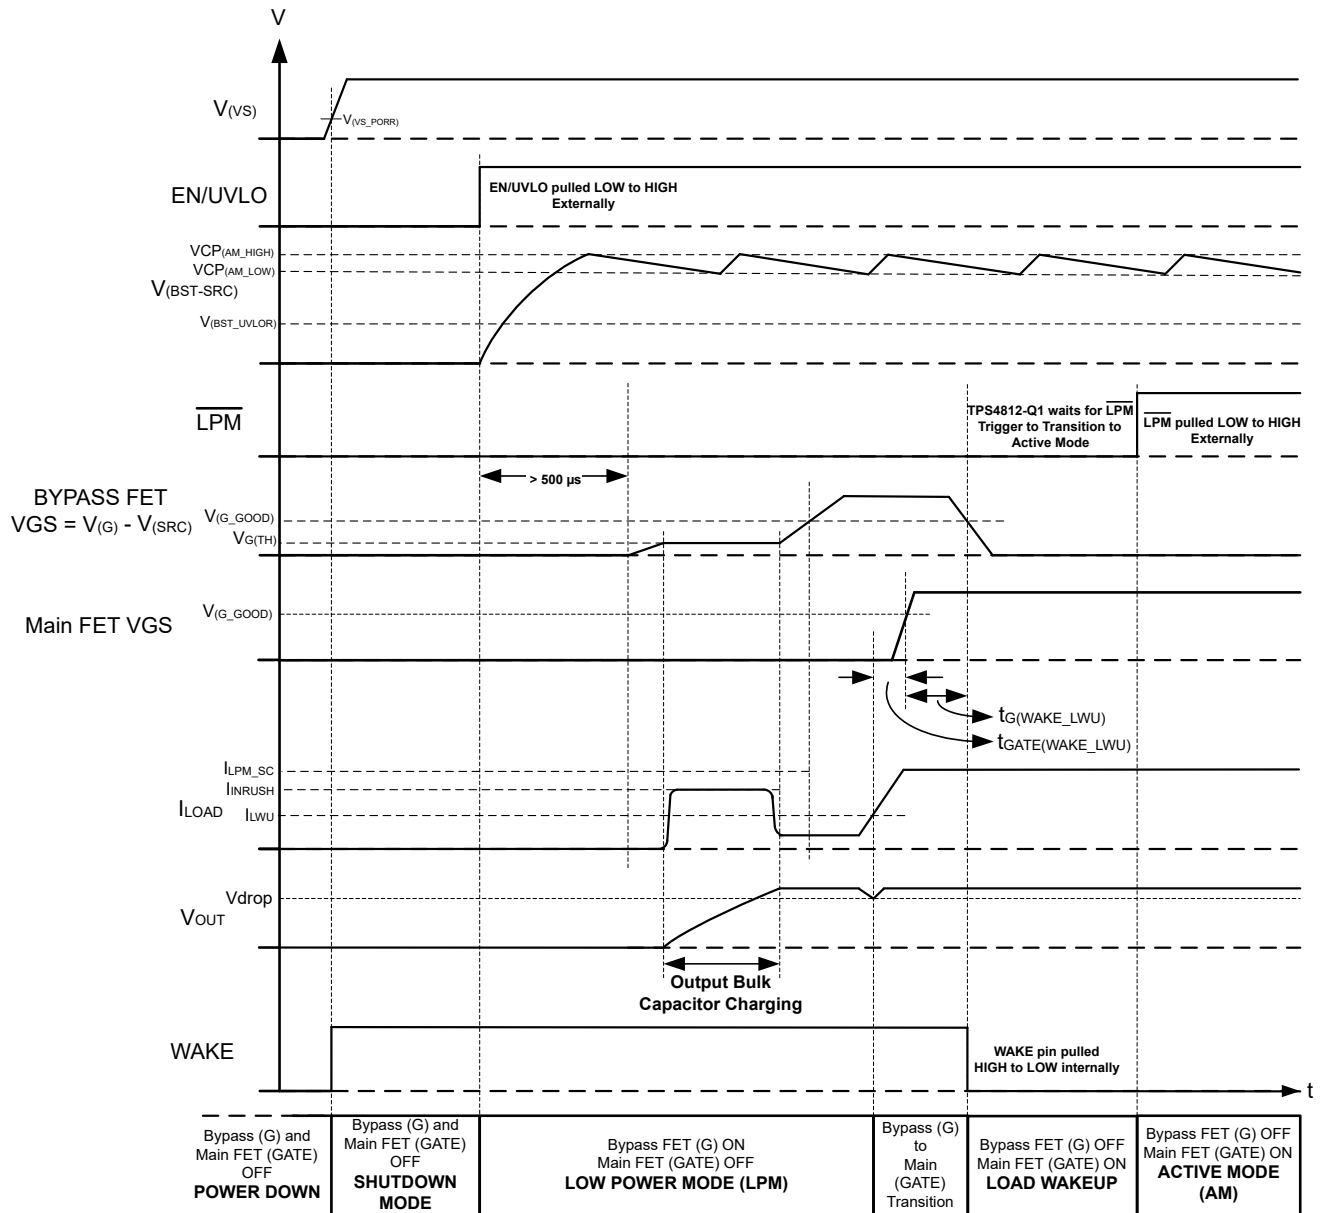 V
V(VS)
V(VS_PORR)
EN/UVLO
EN/UVLO pulled LOW to HIGH
Externally
VCP(AM_HIGH)
VCP(AM_LOW)
V(BST-SRC)
V(BST_UVLOR)
LPM
TPS4812-Q1 waits for LPM
Trigger to Transition to
Active Mode
LPM pulled LOW to HIGH
Externally
> 500 µs
BYPASS FET
VGS = V(G) - V(SRC)
V(G_GOOD)
VG(TH)
Main FET VGS
V(G_GOOD)
tG(WAKE_LWU)
tGATE(WAKE_LWU)
ILPM_SC
IINRUSH
ILOAD
ILWU
Vdrop
VOUT
Output Bulk
Capacitor Charging
WAKE
WAKE pin pulled
HIGH to LOW internally
t
Bypass (G) and
Main FET (GATE)
OFF
POWER DOWN
Bypass (G) and
Main FET (GATE)
OFF
SHUTDOWN
MODE
Bypass FET (G) ON
Main FET (GATE) OFF
LOW POWER MODE (LPM)
Bypass (G)
to
Main
(GATE)
Transition
Bypass FET (G) OFF
Main FET (GATE) ON
LOAD WAKEUP
Bypass FET (G) OFF
Main FET (GATE) ON
ACTIVE MODE
(AM)